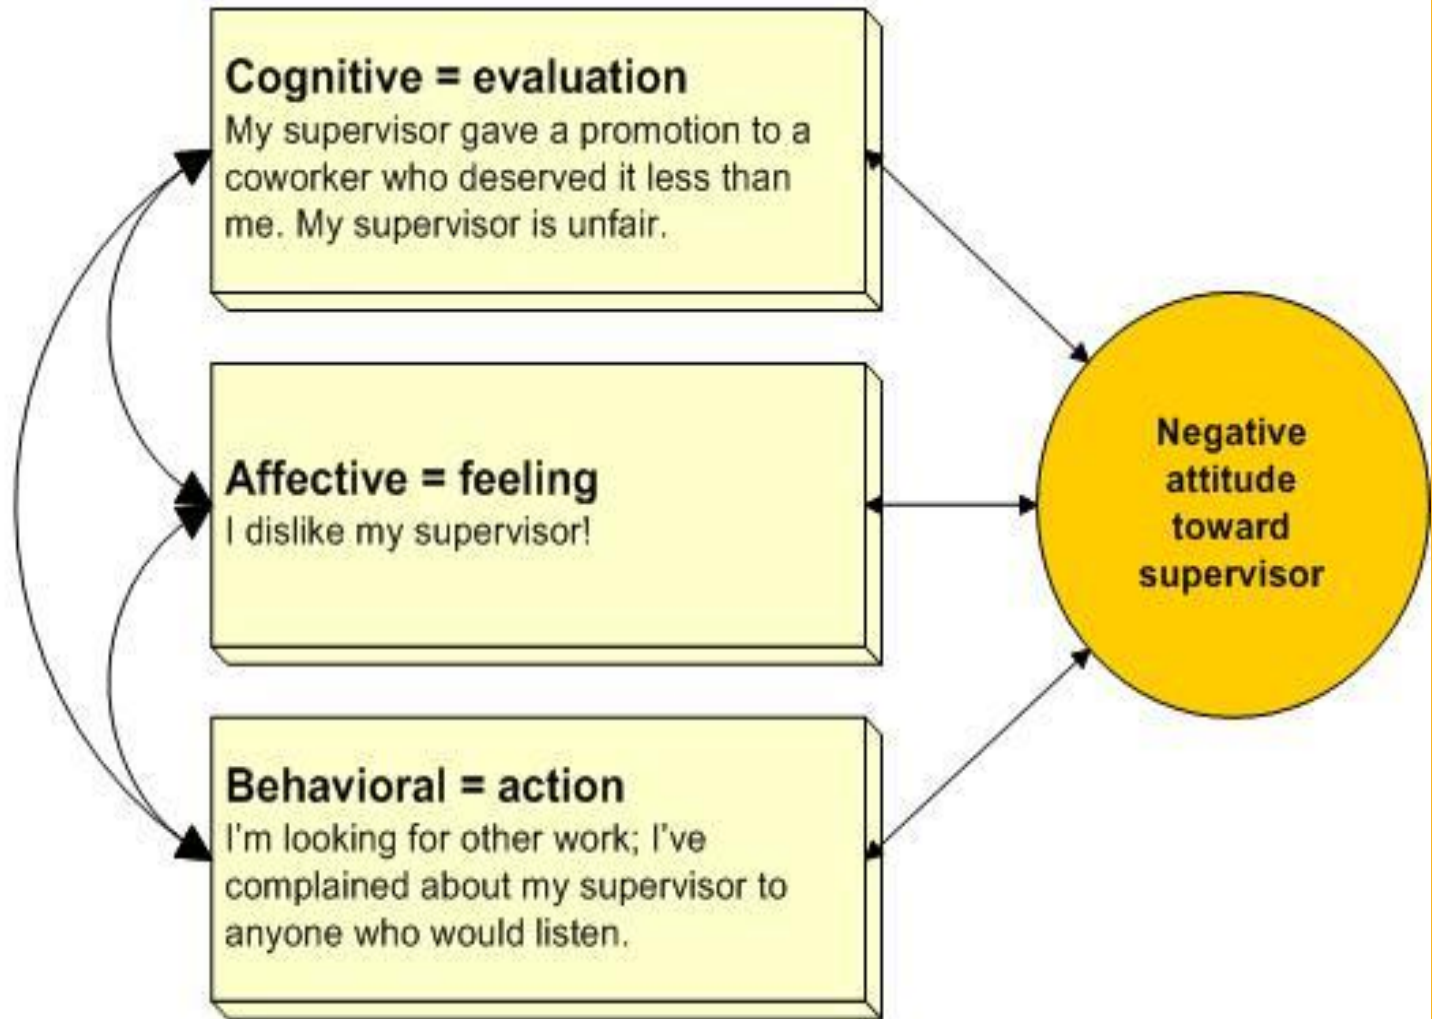 Cognitive = evaluation
My supervisor gave a promotion to a
coworker who deserved it less than
me. My supervisor is unfair.
Affective = feeling
I dislike my supervisor!
Behavioral = action
I'm looking for other work; I've
complained about my supervisor to
anyone who would listen.
Negative
attitude
toward
supervisor